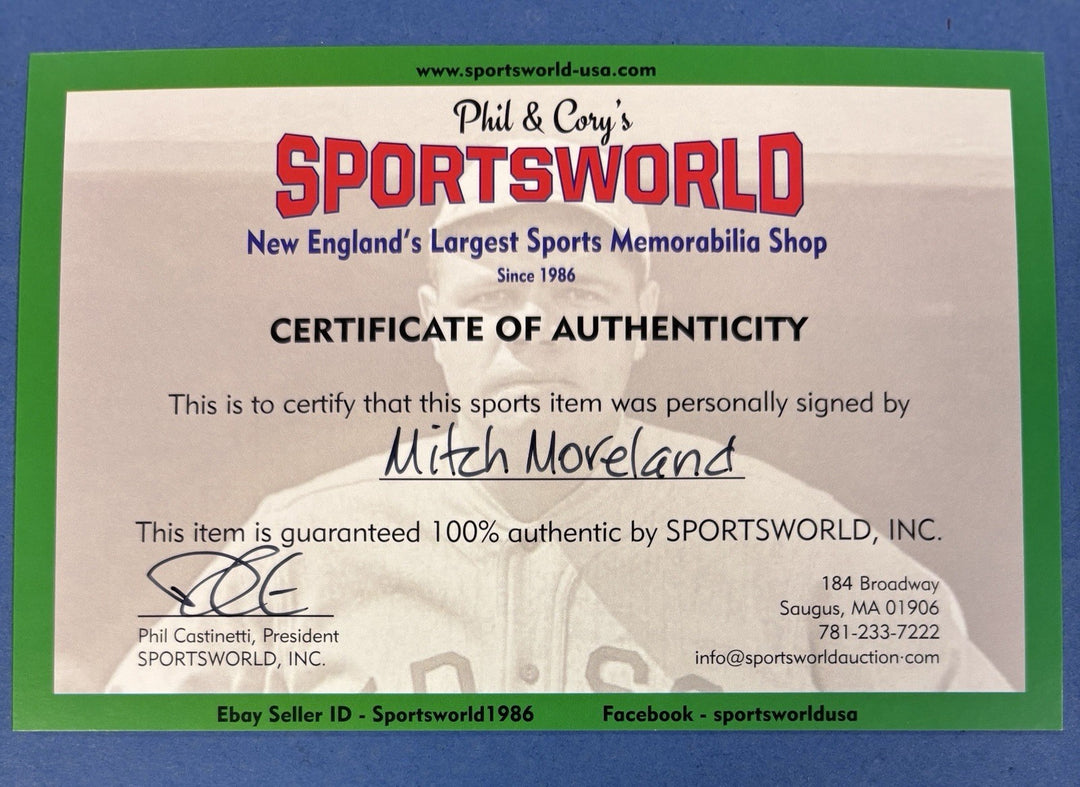 www.sportsworld-usa.com
Phil & Cory's
SPORTSWORLD
New England's Largest Sports Memorabilia Shop
Since 1986
CERTIFICATE OF AUTHENTICITY
This is to certify that this sports item was personally signed by
Mitch Moreland
This item is guaranteed 100% authentic by SPORTSWORLD, INC.
Phil Castinetti, President
SPORTSWORLD, INC.
184 Broadway
Saugus, MA 01906
781-233-7222
info@sportsworldauction·com
Ebay Seller ID - Sportsworld1986
Facebook - sportsworldusa